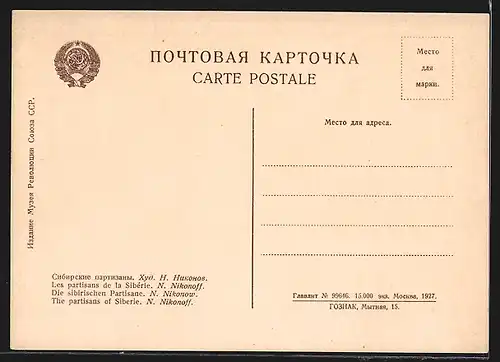 ПОЧТОВАЯ КАРТОЧКА
CARTE POSTALE
Место
для
марки.
Место для адреса.
Издание Музея Революции Союза ССР.
Сибирские партизаны. Худ. Н. Никонов.
Les partisans de la Sibérie. N. Nikonoff.
Die sibirischen Partisane. N. Nikonow.
The partisans of Siberie. N. Nikonoff.
Главлит № 99646. 15.000 экз. Москва, 1927.
ГОЗНАК, Мытная, 15.